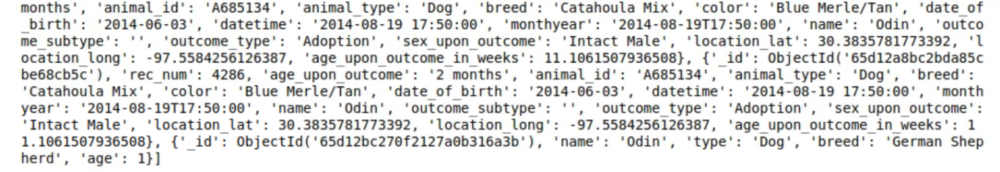 months', 'animal_id': 'A685134', 'animal_type': 'Dog', 'breed': 'Catahoula Mix', 'color': 'Blue Merle/Tan', 'date_of
_birth': '2014-06-03', 'datetime': '2014-08-19 17:50:00', 'monthyear': '2014-08-19T17:50:00', 'name': 'Odin', 'outco
me_subtype': '', 'outcome_type': 'Adoption', 'sex_upon_outcome': 'Intact Male', 'location_lat': 30.3835781773392, 'l
ocation_long': -97.5584256126387, 'age_upon_outcome_in_weeks': 11.1061507936508}, {'_id': ObjectId('65d12a8bc2bda85c
be68cb5c'), 'rec_num': 4286, 'age_upon_outcome': '2 months', 'animal_id': 'A685134', 'animal_type': 'Dog', 'breed':
'Catahoula Mix', 'color': 'Blue Merle/Tan', 'date_of_birth': '2014-06-03', 'datetime': '2014-08-19 17:50:00', 'month
year': '2014-08-19T17:50:00', 'name': 'Odin', 'outcome_subtype': '', 'outcome_type': 'Adoption', 'sex_upon_outcome':
'Intact Male', 'location_lat': 30.3835781773392, 'location_long': -97.5584256126387, 'age_upon_outcome_in_weeks': 1
1.1061507936508}, {'_id': ObjectId('65d12bc270f2127a0b316a3b'), 'name': 'Odin', 'type': 'Dog', 'breed': 'German Shep
herd', 'age': 1}]